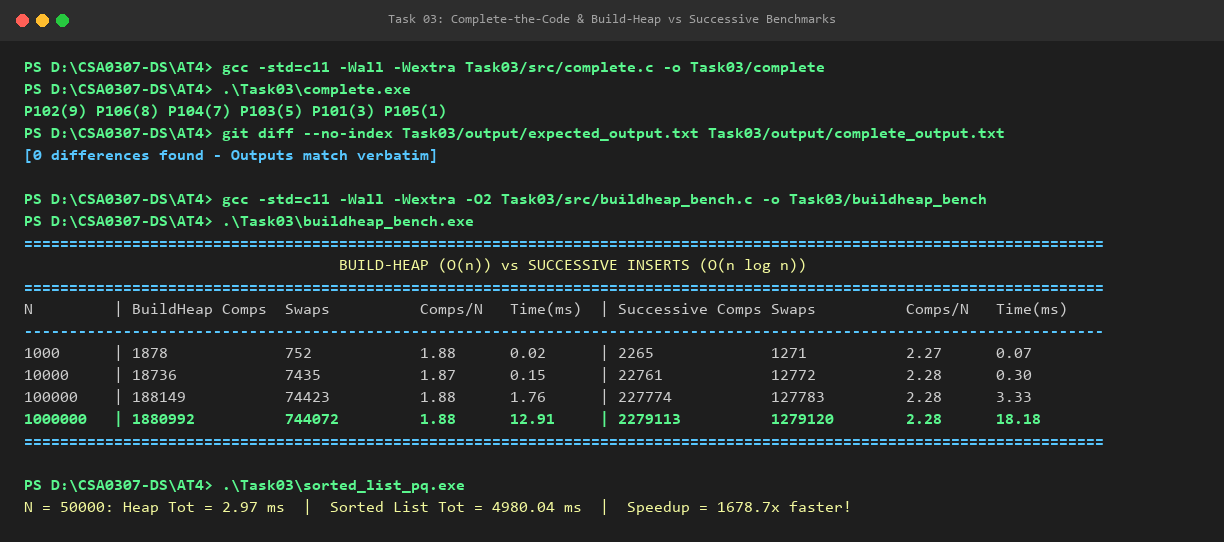 Task 03: Complete-the-Code & Build-Heap vs Successive Benchmarks
PS D:\CSA0307-DS\AT4> gcc -std=c11 -Wall -Wextra Task03/src/complete.c -o Task03/complete
PS D:\CSA0307-DS\AT4> .\Task03\complete.exe
P102(9) P106(8) P104(7) P103(5) P101(3) P105(1)
PS D:\CSA0307-DS\AT4> git diff --no-index Task03/output/expected_output.txt Task03/output/complete_output.txt
[0 differences found - Outputs match verbatim]
PS D:\CSA0307-DS\AT4> gcc -std=c11 -Wall -Wextra -O2 Task03/src/buildheap_bench.c -o Task03/buildheap_bench
PS D:\CSA0307-DS\AT4> .\Task03\buildheap_bench.exe
========================================================================================================================
BUILD-HEAP (O(n)) vs SUCCESSIVE INSERTS (O(n log n))
========================================================================================================================
N | BuildHeap Comps Swaps Comps/N Time(ms) | Successive Comps Swaps Comps/N Time(ms)
------------------------------------------------------------------------------------------------------------------------
1000 | 1878 752 1.88 0.02 | 2265 1271 2.27 0.07
10000 | 18736 7435 1.87 0.15 | 22761 12772 2.28 0.30
100000 | 188149 74423 1.88 1.76 | 227774 127783 2.28 3.33
1000000 | 1880992 744072 1.88 12.91 | 2279113 1279120 2.28 18.18
========================================================================================================================
PS D:\CSA0307-DS\AT4> .\Task03\sorted_list_pq.exe
N = 50000: Heap Tot = 2.97 ms | Sorted List Tot = 4980.04 ms | Speedup = 1678.7x faster!